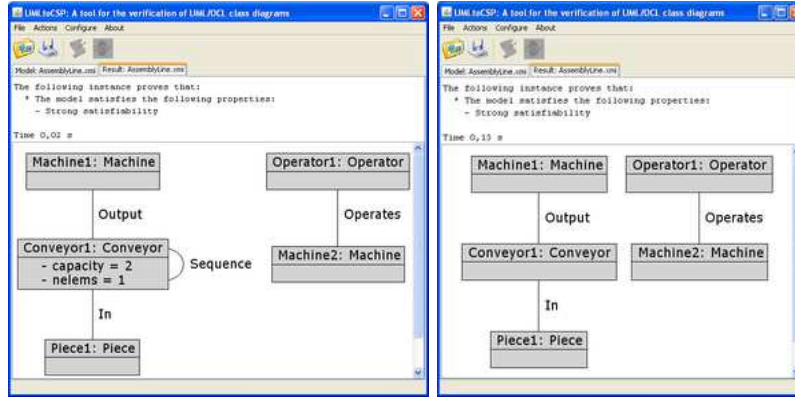 UMLtoCSP: A tool for the verification of UML/OCL class diagrams
File Actions Configure About
Model: AssemblyLine.xmi Result: AssemblyLine.xmi
The following instance proves that:
* The model satisfies the following properties:
- Strong satisfiability
Time 0,02 s
Machine1: Machine
Operator1: Operator
Output
Operates
Conveyor1: Conveyor
- capacity = 2
- nelems = 1
Sequence
Machine2: Machine
In
Piece1: Piece
UMLtoCSP: A tool for the verification of UML/OCL class diagrams
File Actions Configure About
Model: AssemblyLine.xmi Result: AssemblyLine.xmi
The following instance proves that:
* The model satisfies the following properties:
- Strong satisfiability
Time 0,13 s
Machine1: Machine
Operator1: Operator
Output
Operates
Conveyor1: Conveyor
Machine2: Machine
In
Piece1: Piece